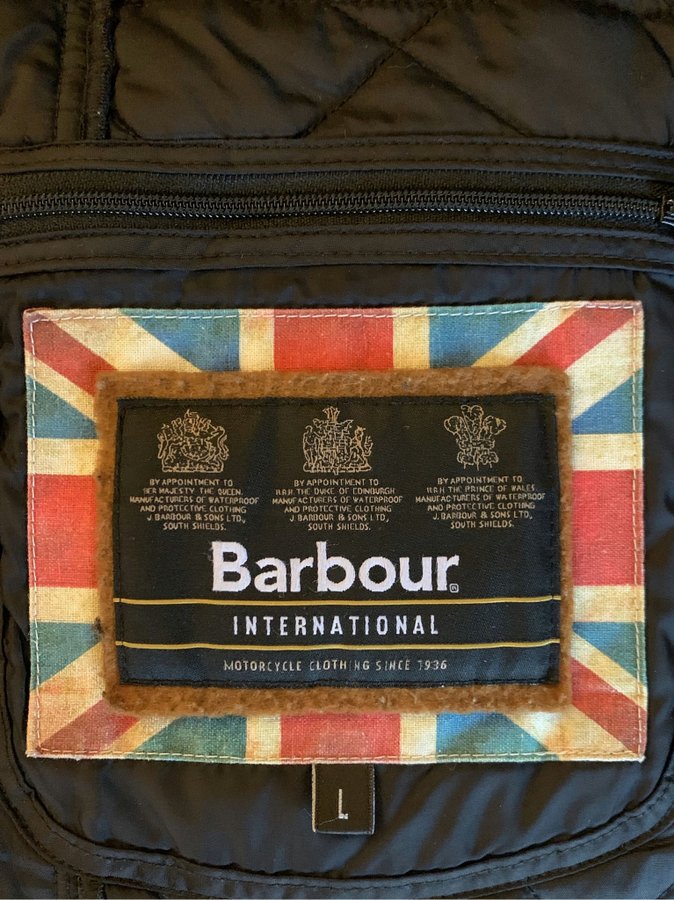 BY APPOINTMENT TO
HER MAJESTY THE QUEEN.
MANUFACTURERS OF WATERPROOF
AND PROTECTIVE CLOTHING
J. BARBOUR & SONS LTD.,
SOUTH SHIELDS.
BY APPOINTMENT TO
H.R.H. THE DUKE OF EDINBURGH
MANUFACTURERS OF WATERPROOF
AND PROTECTIVE CLOTHING
J. BARBOUR & SONS LTD.,
SOUTH SHIELDS.
BY APPOINTMENT TO
H.R.H. THE PRINCE OF WALES.
MANUFACTURERS OF WATERPROOF
AND PROTECTIVE CLOTHING
J. BARBOUR & SONS LTD.,
SOUTH SHIELDS.
Barbour®
INTERNATIONAL
MOTORCYCLE CLOTHING SINCE 1936
L